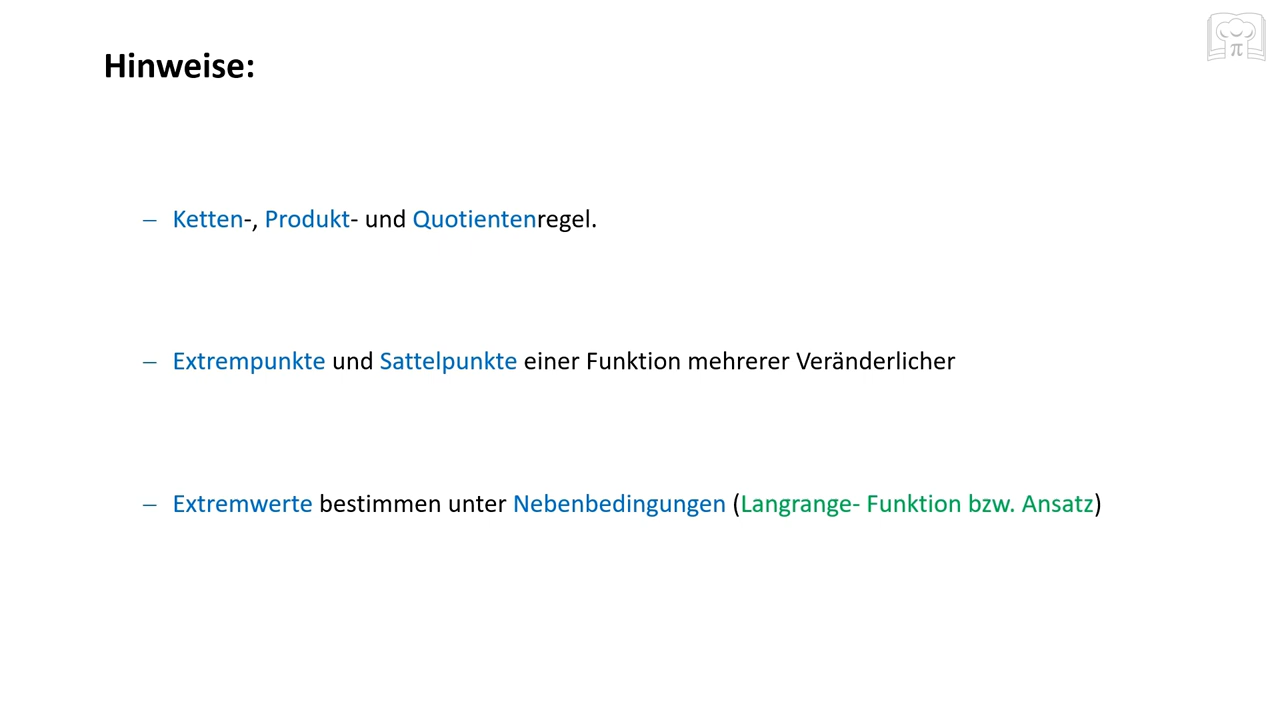 Hinweise:
– Ketten-, Produkt- und Quotientenregel.
– Extrempunkte und Sattelpunkte einer Funktion mehrerer Veränderlicher
– Extremwerte bestimmen unter Nebenbedingungen (Langrange- Funktion bzw. Ansatz)
π